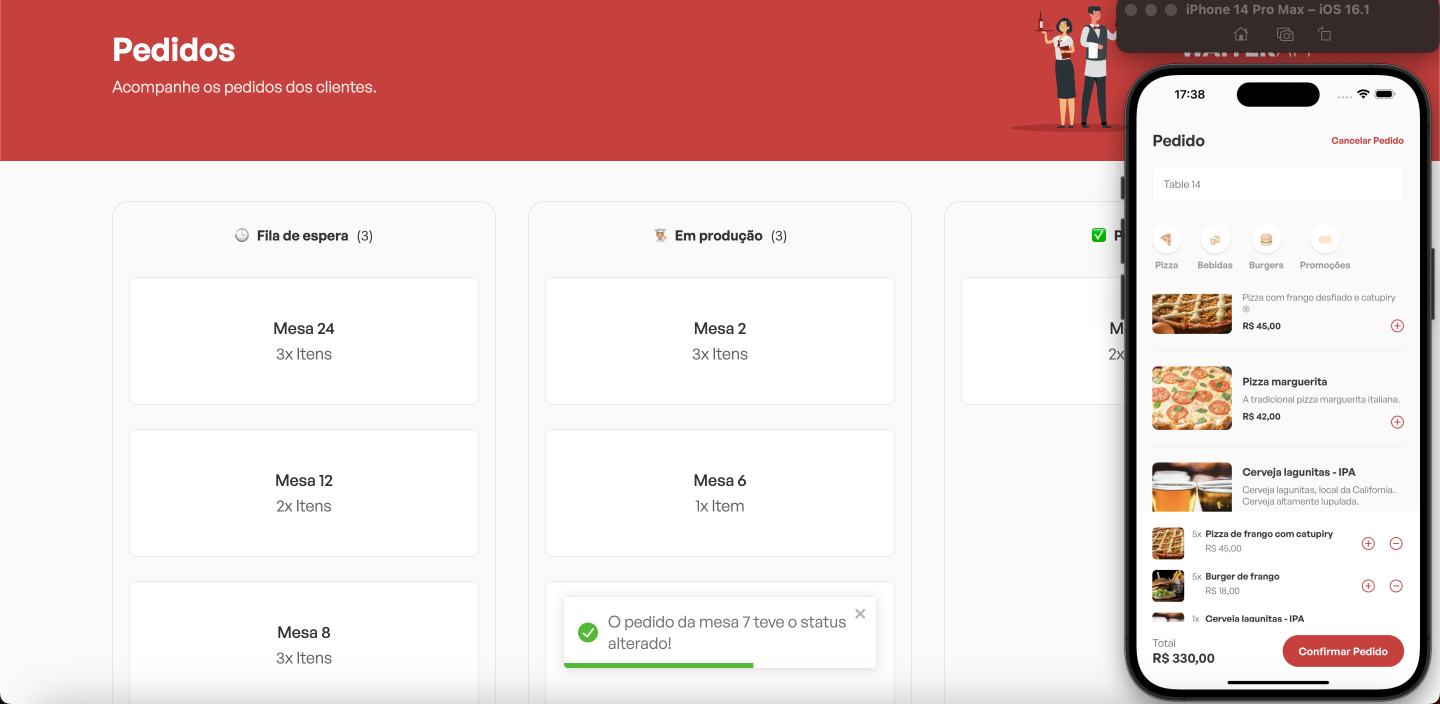 Pedidos
Acompanhe os pedidos dos clientes.
Fila de espera (3)
Mesa 24
3x Itens
Mesa 12
2x Itens
Mesa 8
3x Itens
Em produção (3)
Mesa 2
3x Itens
Mesa 6
1x Item
O pedido da mesa 7 teve o status
alterado!
2x
iPhone 14 Pro Max – iOS 16.1
17:38
Pedido
Cancelar Pedido
Table 14
Pizza
Bebidas
Burgers
Promoções
Pizza com frango desfiado e catupiry
®
R$ 45,00
Pizza marguerita
A tradicional pizza marguerita italiana.
R$ 42,00
Cerveja lagunitas - IPA
Cerveja lagunitas, local da California.
Cerveja altamente lupulada.
5x Pizza de frango com catupiry
R$ 45,00
5x Burger de frango
R$ 18,00
1x Cerveja lagunitas - IPA
Total
R$ 330,00
Confirmar Pedido